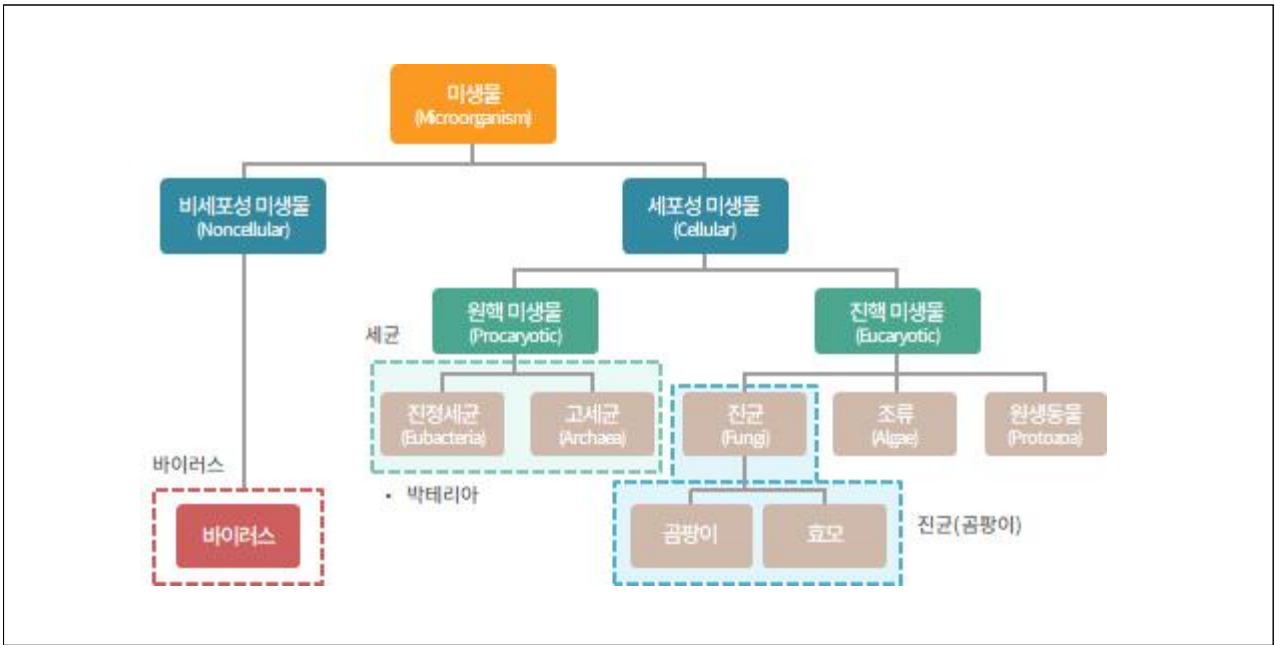 미생물
(Microorganism)
비세포성 미생물
(Noncellular)
세포성 미생물
(Cellular)
원핵 미생물
(Procaryotic)
진핵 미생물
(Eucaryotic)
세균
진정세균
(Eubacteria)
고세균
(Archaea)
진균
(Fungi)
조류
(Algae)
원생동물
(Protozoa)
바이러스
• 박테리아
바이러스
곰팡이
효모
진균(곰팡이)